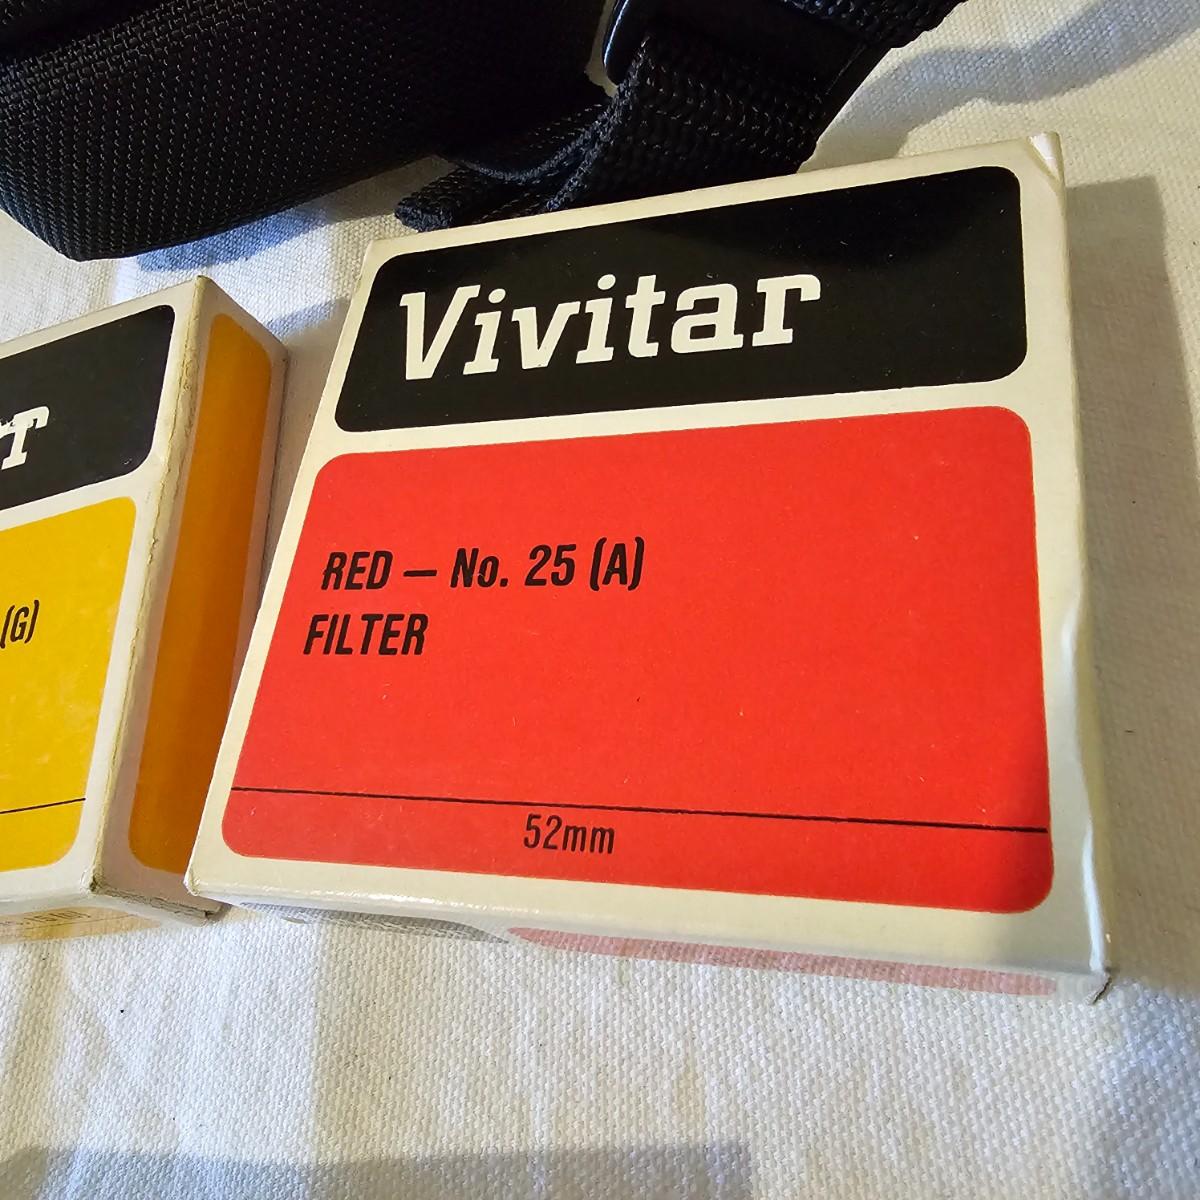 Vivitar
RED – No. 25 (A)
FILTER
52mm
r
(G)